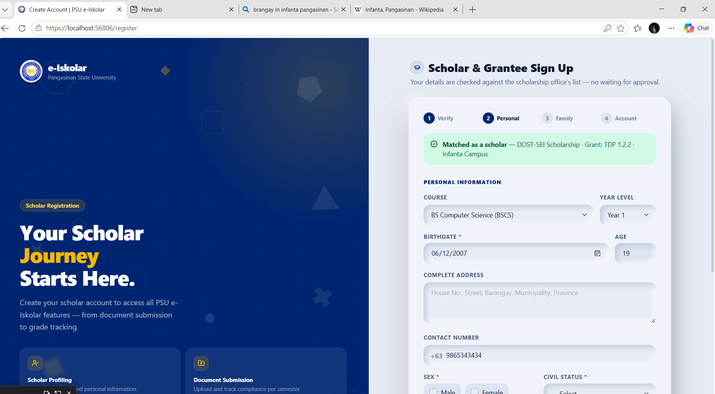 Create Account | PSU e-Iskolar
New tab
brangay in infanta pangasinan - Se
Infanta, Pangasinan - Wikipedia
https://localhost:56806/register
Chat
e-Iskolar
Pangasinan State University
Scholar Registration
Your Scholar
Journey
Starts Here.
Create your scholar account to access all PSU e-
Iskolar features — from document submission
to grade tracking.
Scholar Profiling
and personal information
Document Submission
Upload and track compliance per semester
Scholar & Grantee Sign Up
Your details are checked against the scholarship office's list — no waiting for approval.
1 Verify
2 Personal
3 Family
4 Account
Matched as a scholar — DOST-SEI Scholarship · Grant: TDP 1.2.2 ·
Infanta Campus
PERSONAL INFORMATION
COURSE
YEAR LEVEL
BS Computer Science (BSCS)
Year 1
BIRTHDATE *
AGE
06/12/2007
19
COMPLETE ADDRESS
House No., Street, Barangay, Municipality, Province
CONTACT NUMBER
+63 9865343434
SEX *
CIVIL STATUS *
Male
Female
Select